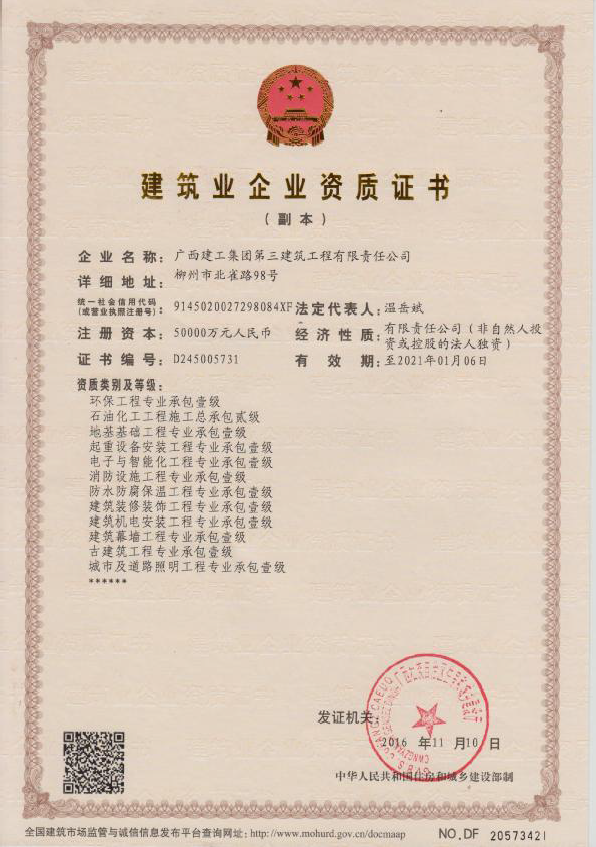 建筑业企业资质证书
（副本）
企业名称：广西建工集团第三建筑工程有限责任公司
详细地址：柳州市北雀路98号
统一社会信用代码
(或营业执照注册号)：9145020027298084XF 法定代表人：温岳斌
注册资本：50000万元人民币 经济性质：有限责任公司（非自然人投
资或控股的法人独资）
证书编号：D245005731 有效期：至2021年01月06日
资质类别及等级：
环保工程专业承包壹级
石油化工工程施工总承包贰级
地基基础工程专业承包壹级
起重设备安装工程专业承包壹级
电子与智能化工程专业承包壹级
消防设施工程专业承包壹级
防水防腐保温工程专业承包壹级
建筑装修装饰工程专业承包壹级
建筑机电安装工程专业承包壹级
建筑幕墙工程专业承包壹级
古建筑工程专业承包壹级
城市及道路照明工程专业承包壹级
******
发证机关：
2016 年 11 月 10 日
中华人民共和国住房和城乡建设部制
全国建筑市场监管与诚信信息发布平台查询网址：http://www.mohurd.gov.cn/docmaap
NO.DF 20573421